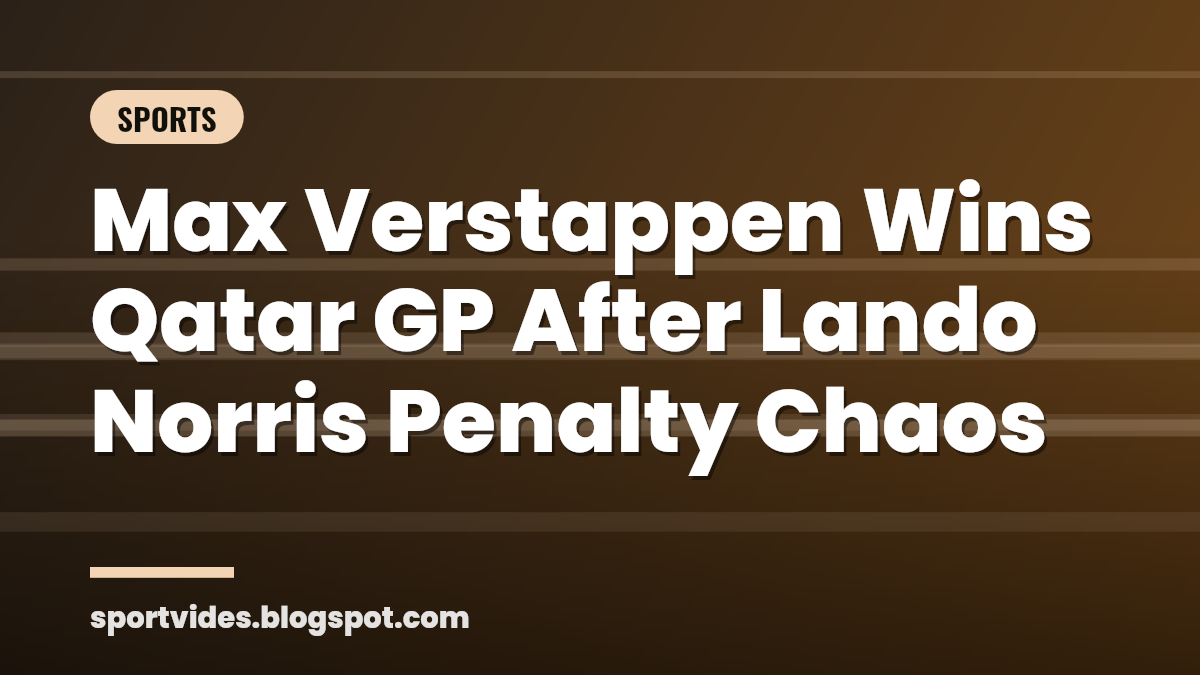 SPORTS
Max Verstappen Wins
Qatar GP After Lando
Norris Penalty Chaos
sportvides.blogspot.com